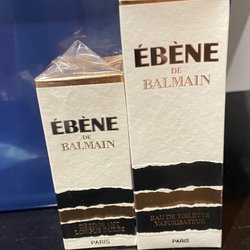 ÉBÈNE
DE
BALMAIN
PARIS
ÉBÈNE
DE
BALMAIN
EAU DE TOILETTE
VAPORISATEUR
PARIS